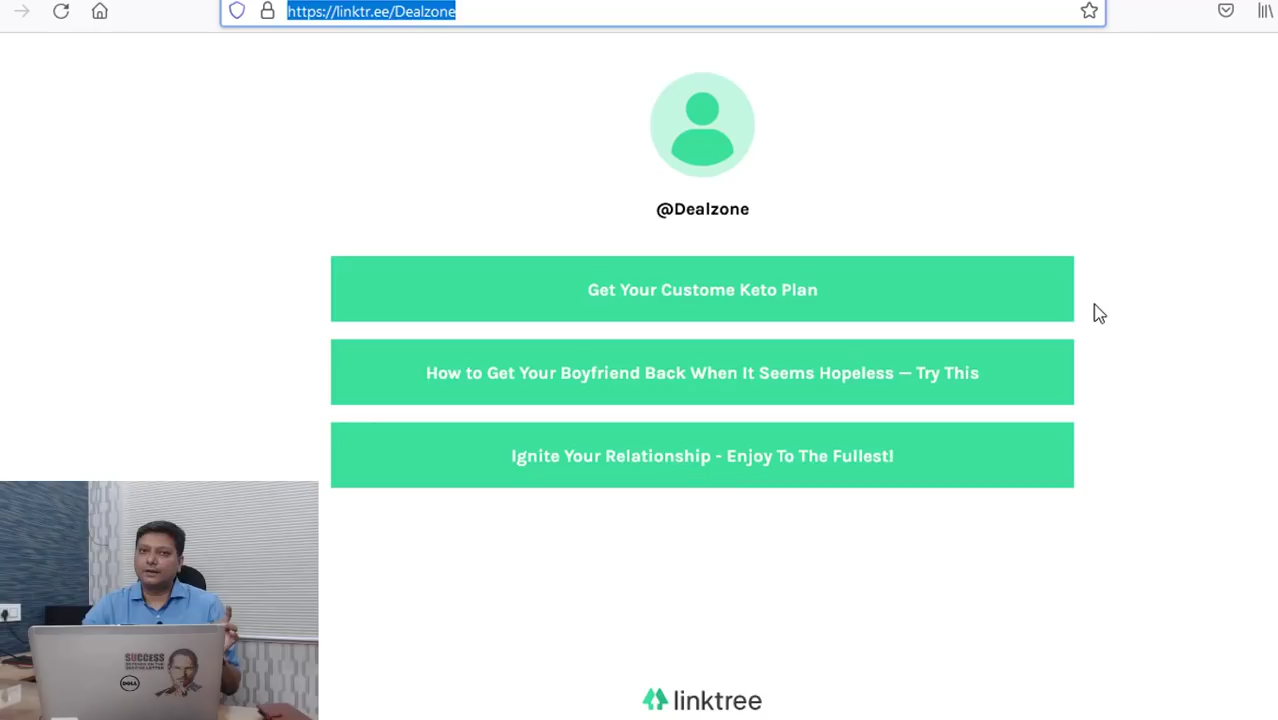 https://linktr.ee/Dealzone
@Dealzone
Get Your Custome Keto Plan
How to Get Your Boyfriend Back When It Seems Hopeless — Try This
Ignite Your Relationship - Enjoy To The Fullest!
SUCCESS
DELL
linktree